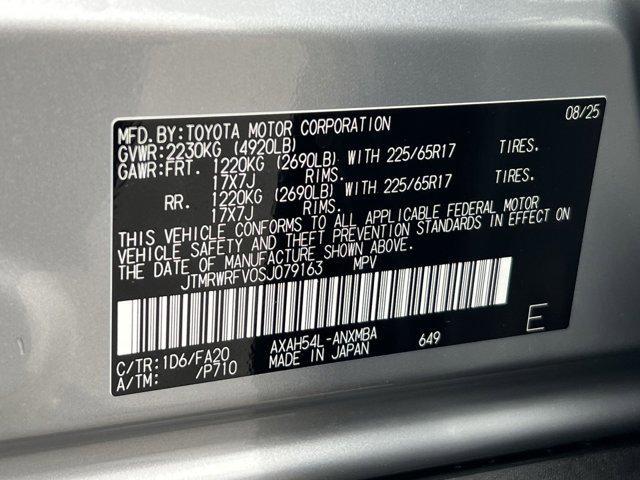 MFD. BY: TOYOTA MOTOR CORPORATION 08/25
GVWR: 2230KG (4920LB)
GAWR: FRT. 1220KG (2690LB) WITH 225/65R17 TIRES.
17X7J RIMS.
RR. 1220KG (2690LB) WITH 225/65R17 TIRES.
17X7J RIMS.
THIS VEHICLE CONFORMS TO ALL APPLICABLE FEDERAL MOTOR
VEHICLE SAFETY AND THEFT PREVENTION STANDARDS IN EFFECT ON
THE DATE OF MANUFACTURE SHOWN ABOVE.
JTMRWRFV0SJ079163 MPV
C/TR: 1D6/FA20 AXAH54L-ANXMBA 649 E
A/TM: /P710 MADE IN JAPAN